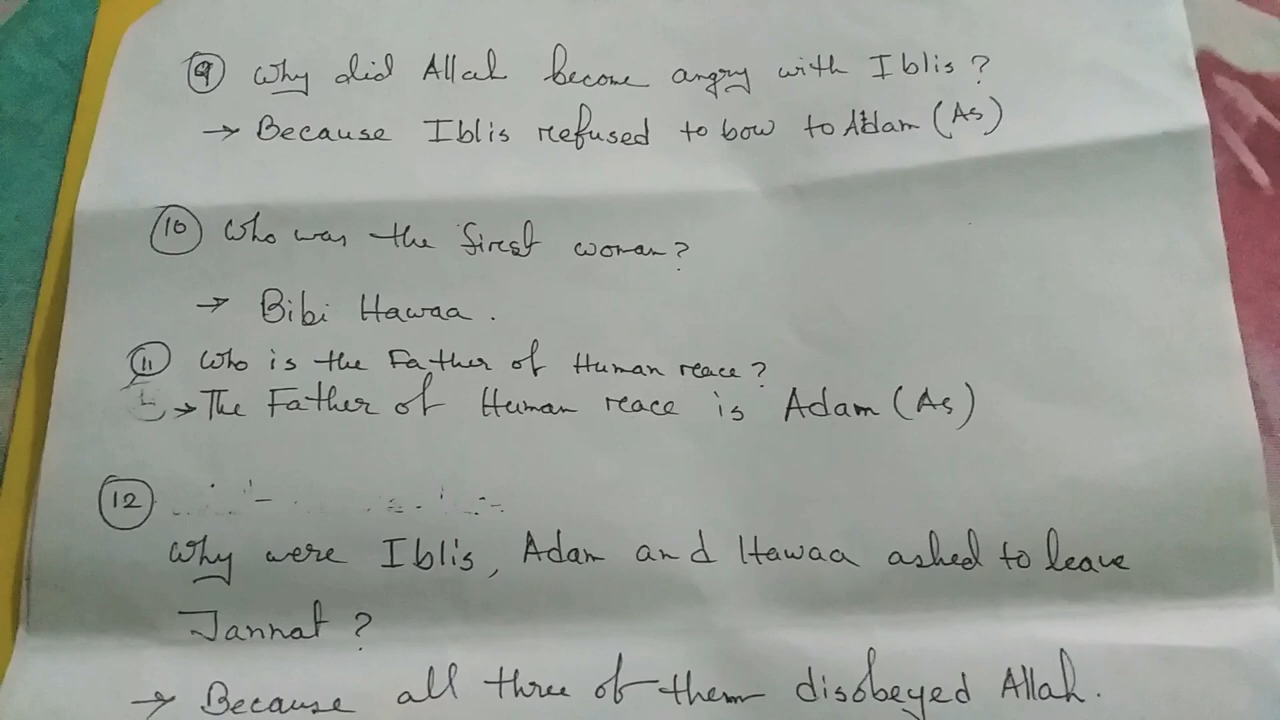 9 Why did Allah become angry with Iblis?
→ Because Iblis refused to bow to Adam (As)
10 Who was the first woman?
→ Bibi Hawaa.
11 Who is the Father of Human race?
→ The Father of Human race is Adam (As)
12
Why were Iblis, Adam and Hawaa asked to leave
Jannat?
→ Because all three of them disobeyed Allah.